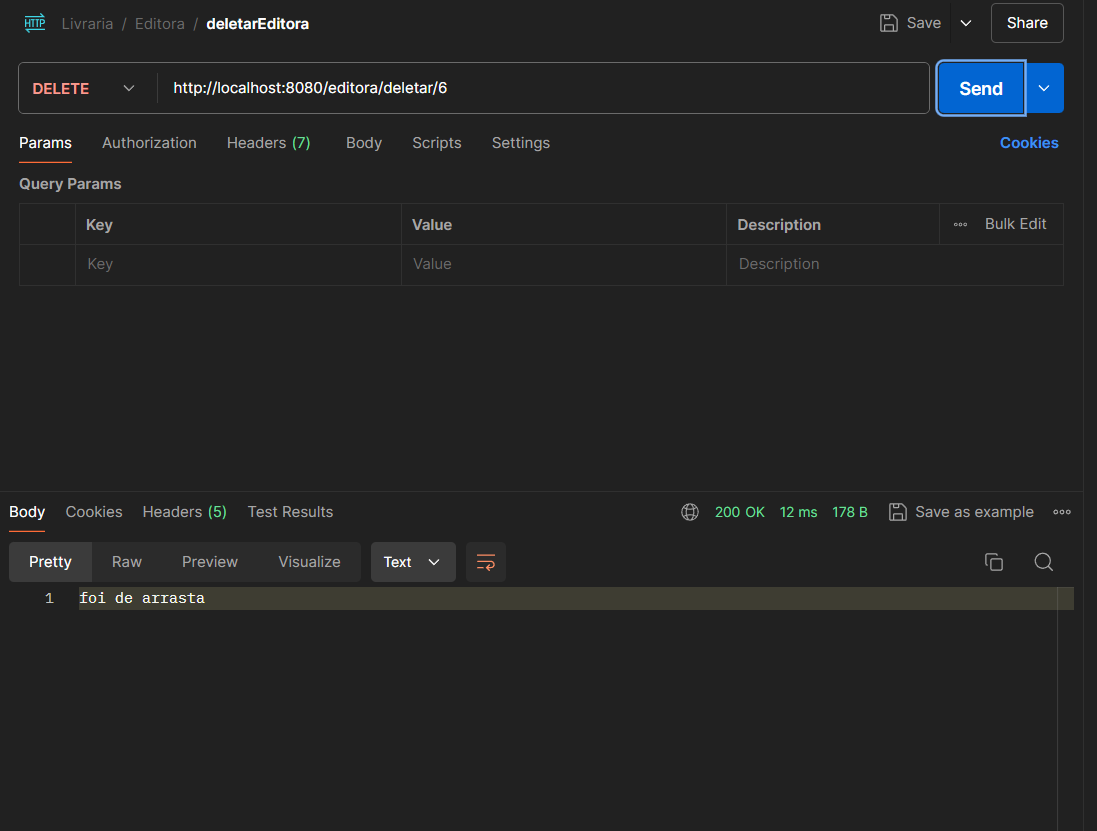 HTTP Livraria / Editora / deletarEditora Save Share
DELETE http://localhost:8080/editora/deletar/6 Send
Params Authorization Headers (7) Body Scripts Settings Cookies
Query Params
Key Value Description Bulk Edit
Key Value Description
Body Cookies Headers (5) Test Results 200 OK 12 ms 178 B Save as example
Pretty Raw Preview Visualize Text
1 foi de arrasta